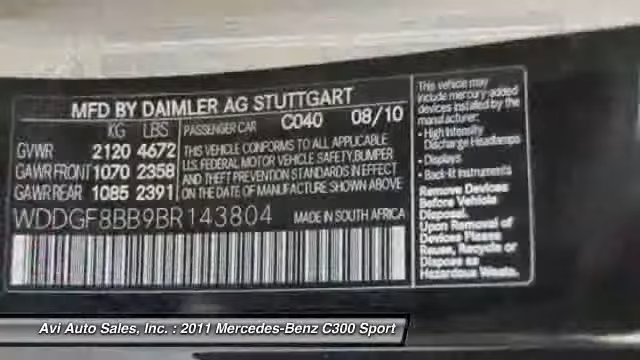 MFD BY DAIMLER AG STUTTGART
KG LBS
GVWR 2120 4672
GAWR FRONT 1070 2358
GAWR REAR 1085 2391
PASSENGER CAR C040 08/10
THIS VEHICLE CONFORMS TO ALL APPLICABLE
U.S. FEDERAL MOTOR VEHICLE SAFETY, BUMPER
AND THEFT PREVENTION STANDARDS IN EFFECT
ON THE DATE OF MANUFACTURE SHOWN ABOVE
WDDGF8BB9BR143804 MADE IN SOUTH AFRICA
This vehicle may
include mercury-added
devices installed by the
manufacturer:
• High Intensity
Discharge Headlamps
• Displays
• Back-lit Instruments
Remove Devices
Before Vehicle
Disposal.
Upon Removal of
Devices Please
Reuse, Recycle or
Dispose as
Hazardous Waste.
Avi Auto Sales, Inc. : 2011 Mercedes-Benz C300 Sport